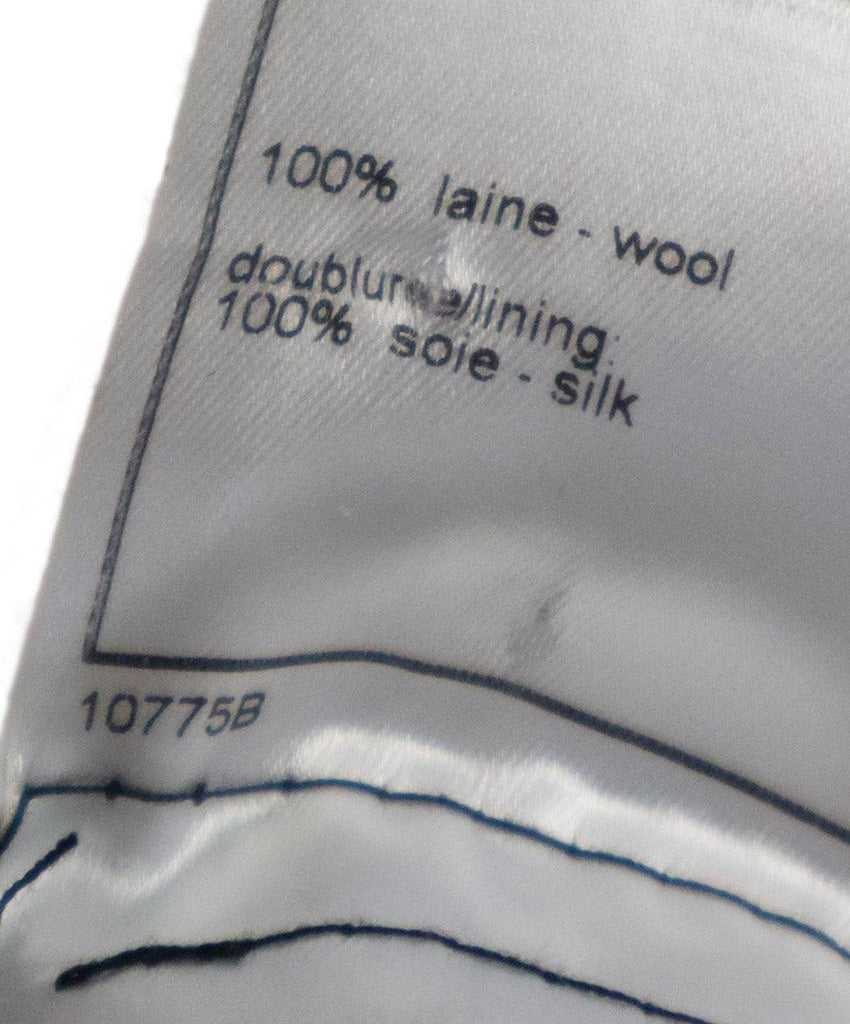 100% laine - wool
doublure/lining:
100% soie - silk
10775B